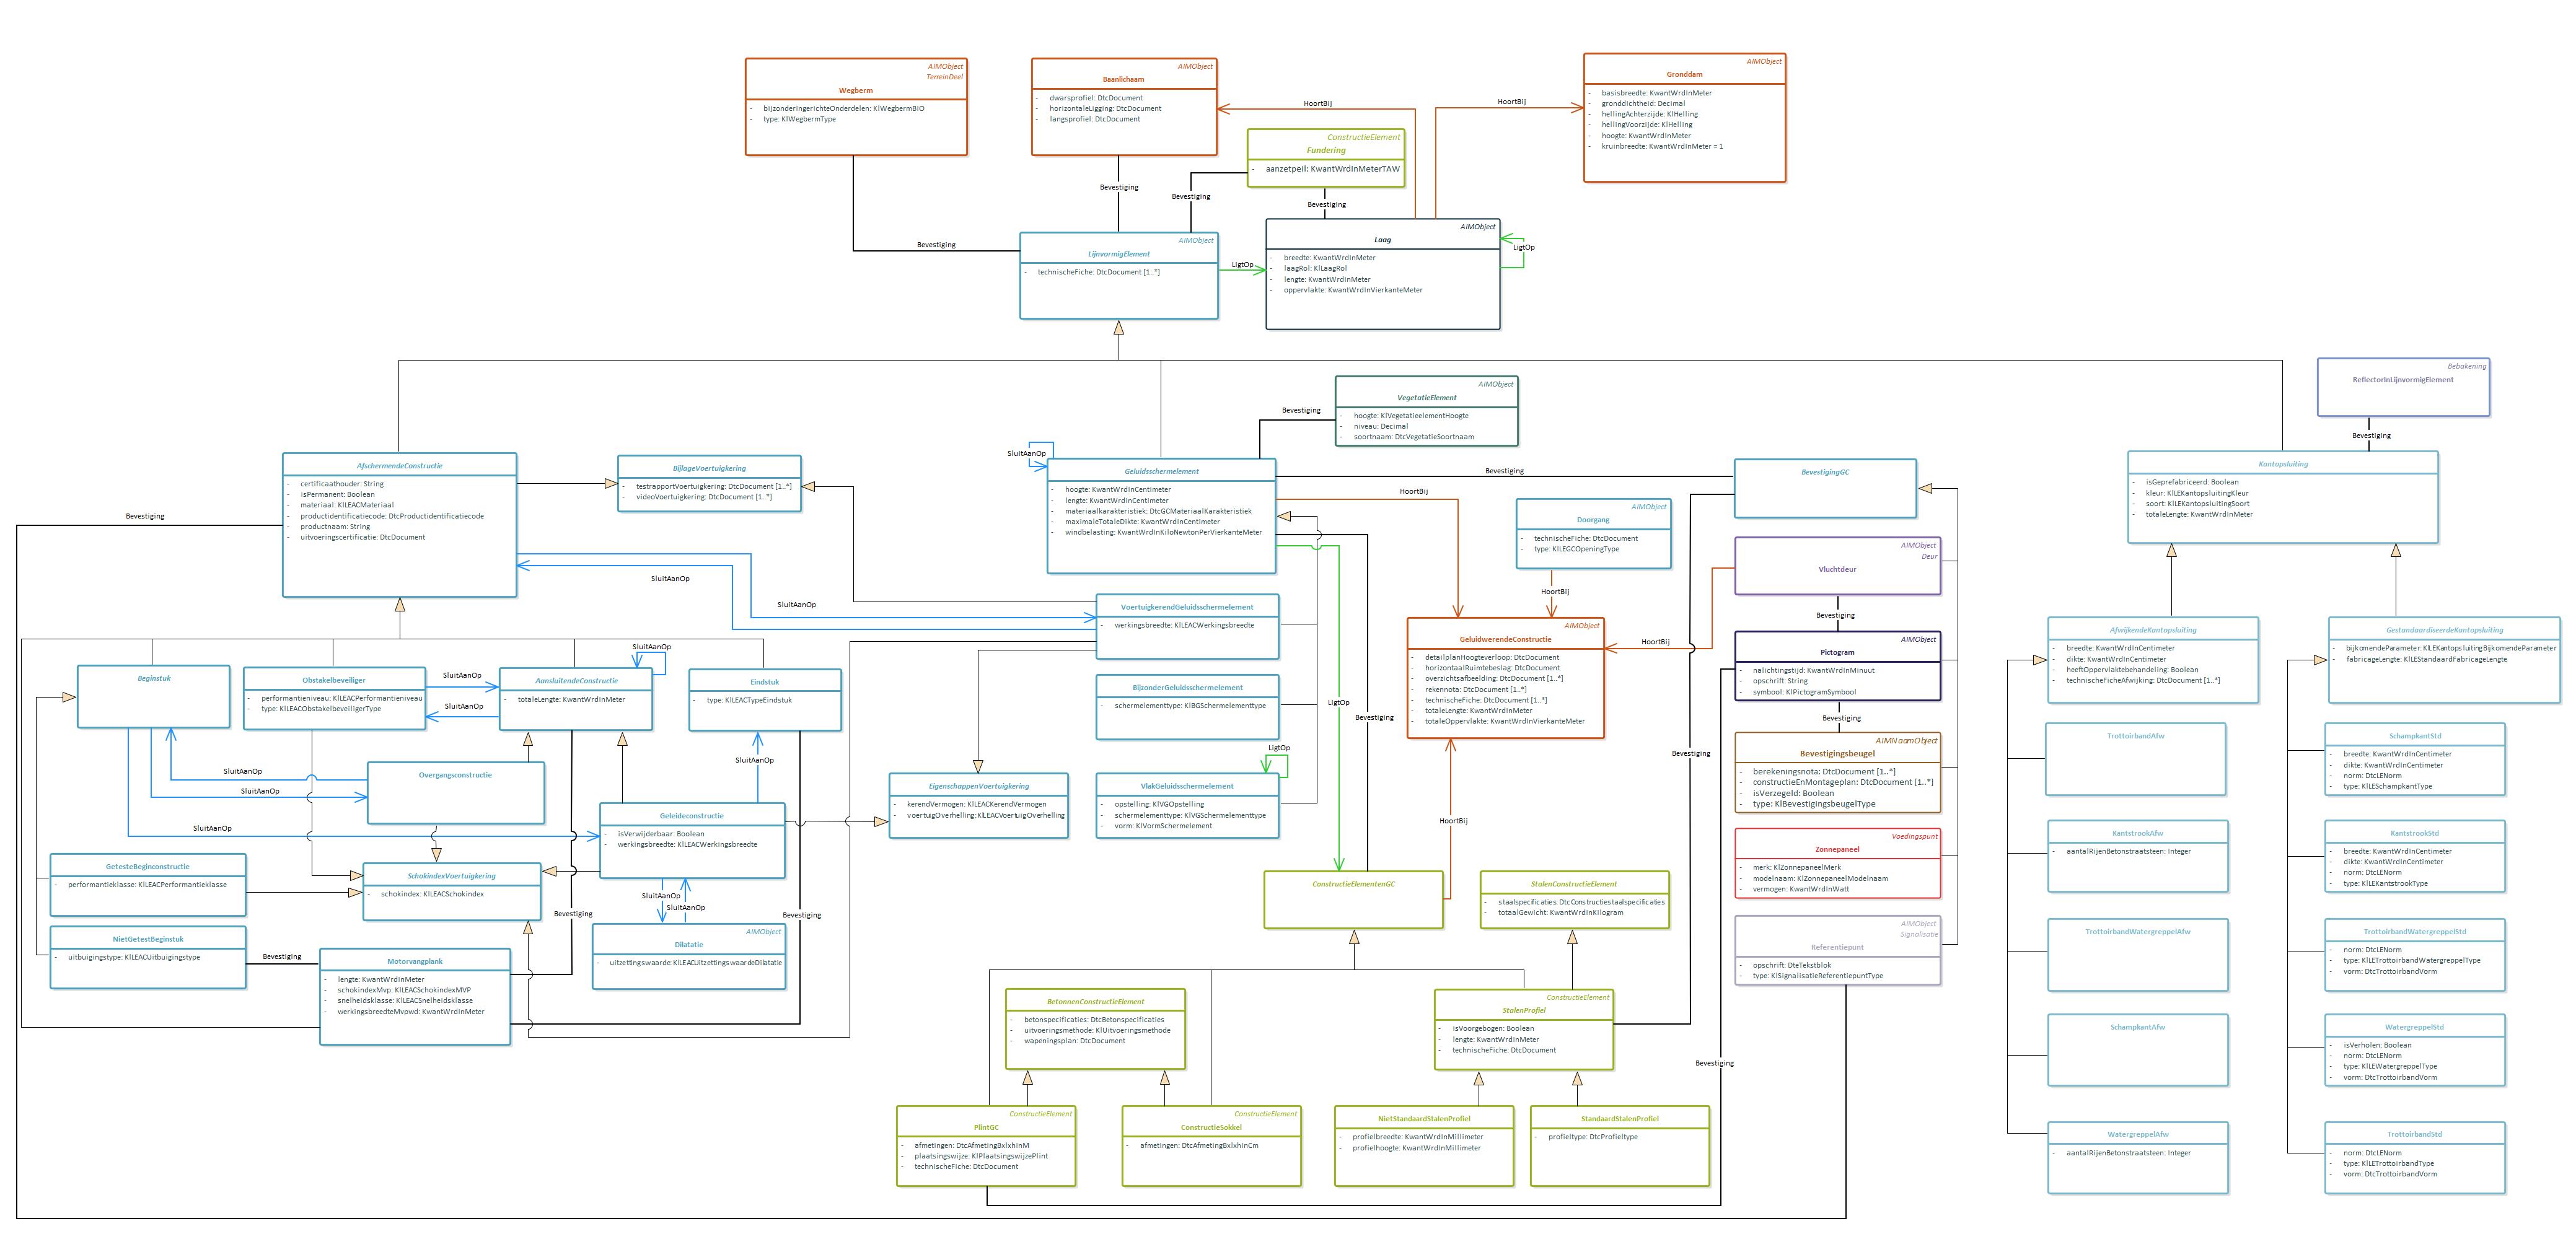 AIMObject
TerreinDeel
Wegberm
- bijzonderIngerichteOnderdelen: KlWegbermBIO
- type: KlWegbermType
AIMObject
Baanlichaam
- dwarsprofiel: DtcDocument
- horizontaleLigging: DtcDocument
- langsprofiel: DtcDocument
HoortBij
HoortBij
AIMObject
Gronddam
- basisbreedte: KwantWrdInMeter
- gronddichtheid: Decimal
- hellingAchterzijde: KlHelling
- hellingVoorzijde: KlHelling
- hoogte: KwantWrdInMeter
- kruinbreedte: KwantWrdInMeter = 1
ConstructieElement
Fundering
- aanzetpeil: KwantWrdInMeterTAW
Bevestiging
Bevestiging
Bevestiging
Bevestiging
AIMObject
LijnvormigElement
- technischeFiche: DtcDocument [1..*]
LigtOp
AIMObject
Laag
- breedte: KwantWrdInMeter
- laagRol: KlLaagRol
- lengte: KwantWrdInMeter
- oppervlakte: KwantWrdInVierkanteMeter
LigtOp
AIMObject
VegetatieElement
- hoogte: KlVegetatieelementHoogte
- niveau: Decimal
- soortnaam: DtcVegetatieSoortnaam
Bevestiging
Bebakening
ReflectorInLijnvormigElement
Bevestiging
AfschermendeConstructie
- certificaathouder: String
- isPermanent: Boolean
- materiaal: KlLEACMateriaal
- productidentificatiecode: DtcProductidentificatiecode
- productnaam: String
- uitvoeringscertificatie: DtcDocument
Bevestiging
BijlageVoertuigkering
- testrapportVoertuigkering: DtcDocument [1..*]
- videoVoertuigkering: DtcDocument [1..*]
SluitAanOp
Geluidsschermelement
- hoogte: KwantWrdInCentimeter
- lengte: KwantWrdInCentimeter
- materiaalkarakteristiek: DtcGCMateriaalKarakteristiek
- maximaleTotaleDikte: KwantWrdInCentimeter
- windbelasting: KwantWrdInKiloNewtonPerVierkanteMeter
Bevestiging
HoortBij
BevestigingGC
AIMObject
Doorgang
- technischeFiche: DtcDocument
- type: KlLEGCOpeningType
HoortBij
AIMObject
Deur
Vluchtdeur
Bevestiging
Kantopsluiting
- isGeprefabriceerd: Boolean
- kleur: KlLEKantopsluitingKleur
- soort: KlLEKantopsluitingSoort
- totaleLengte: KwantWrdInMeter
SluitAanOp
SluitAanOp
VoertuigkerendGeluidsschermelement
- werkingsbreedte: KlLEACWerkingsbreedte
AIMObject
GeluidwerendeConstructie
- detailplanHoogteverloop: DtcDocument
- horizontaalRuimtebeslag: DtcDocument
- overzichtsafbeelding: DtcDocument [1..*]
- rekennota: DtcDocument [1..*]
- technischeFiche: DtcDocument [1..*]
- totaleLengte: KwantWrdInMeter
- totaleOppervlakte: KwantWrdInVierkanteMeter
HoortBij
AIMObject
Pictogram
- nalichtingstijd: KwantWrdInMinuut
- opschrift: String
- symbool: KlPictogramSymbool
Bevestiging
AfwijkendeKantopsluiting
- breedte: KwantWrdInCentimeter
- dikte: KwantWrdInCentimeter
- heeftOppervlaktebehandeling: Boolean
- technischeFicheAfwijking: DtcDocument [1..*]
GestandaardiseerdeKantopsluiting
- bijkomendeParameter: KlLEKantopsluitingBijkomendeParameter
- fabricageLengte: KlLEStandaardFabricageLengte
Beginstuk
Obstakelbeveiliger
- performantieniveau: KlLEACPerformantieniveau
- type: KlLEACObstakelbeveiligerType
SluitAanOp
SluitAanOp
SluitAanOp
AansluitendeConstructie
- totaleLengte: KwantWrdInMeter
Eindstuk
- type: KlLEACTypeEindstuk
BijzonderGeluidsschermelement
- schermelementtype: KlBGSchermelementtype
LigtOp
Bevestiging
Bevestiging
AIMNaamObject
Bevestigingsbeugel
- berekeningsnota: DtcDocument [1..*]
- constructieEnMontageplan: DtcDocument [1..*]
- isVerzegeld: Boolean
- type: KlBevestigingsbeugelType
TrottoirbandAfw
SchampkantStd
- breedte: KwantWrdInCentimeter
- dikte: KwantWrdInCentimeter
- norm: DtcLENorm
- type: KlLESchampkantType
SluitAanOp
SluitAanOp
Overgangsconstructie
SluitAanOp
EigenschappenVoertuigkering
- kerendVermogen: KlLEACKerendVermogen
- voertuigOverhelling: KlLEACVoertuigOverhelling
LigtOp
VlakGeluidsschermelement
- opstelling: KlVGOpstelling
- schermelementtype: KlVGSchermelementtype
- vorm: KlVormSchermelement
HoortBij
SluitAanOp
Geleideconstructie
- isVerwijderbaar: Boolean
- werkingsbreedte: KlLEACWerkingsbreedte
Voedingspunt
Zonnepaneel
- merk: KlZonnepaneelMerk
- modelnaam: KlZonnepaneelModelnaam
- vermogen: KwantWrdInWatt
KantstrookAfw
- aantalRijenBetonstraatsteen: Integer
KantstrookStd
- breedte: KwantWrdInCentimeter
- dikte: KwantWrdInCentimeter
- norm: DtcLENorm
- type: KlLEKantstrookType
GetesteBeginconstructie
- performantieklasse: KlLEACPerformantieklasse
SchokindexVoertuigkering
- schokindex: KlLEACSchokindex
SluitAanOp
SluitAanOp
Bevestiging
Bevestiging
ConstructieElementenGC
StalenConstructieElement
- staalspecificaties: DtcConstructiestaalspecificaties
- totaalGewicht: KwantWrdInKilogram
AIMObject
Signalisatie
Referentiepunt
- opschrift: DteTekstblok
- type: KlSignalisatieReferentiepuntType
TrottoirbandWatergreppelAfw
TrottoirbandWatergreppelStd
- norm: DtcLENorm
- type: KlLETrottoirbandWatergreppelType
- vorm: DtcTrottoirbandVorm
NietGetestBeginstuk
- uitbuigingstype: KlLEACUitbuigingstype
Bevestiging
Motorvangplank
- lengte: KwantWrdInMeter
- schokindexMvp: KlLEACSchokindexMVP
- snelheidsklasse: KlLEACSnelheidsklasse
- werkingsbreedteMvpwd: KwantWrdInMeter
AIMObject
Dilatatie
- uitzettingswaarde: KlLEACUitzettingswaardeDilatatie
BetonnenConstructieElement
- betonspecificaties: DtcBetonspecificaties
- uitvoeringsmethode: KlUitvoeringsmethode
- wapeningsplan: DtcDocument
ConstructieElement
StalenProfiel
- isVoorgebogen: Boolean
- lengte: KwantWrdInMeter
- technischeFiche: DtcDocument
Bevestiging
SchampkantAfw
WatergreppelStd
- isVerholen: Boolean
- norm: DtcLENorm
- type: KlLEWatergreppelType
- vorm: DtcTrottoirbandVorm
ConstructieElement
PlintGC
- afmetingen: DtcAfmetingBxlxhInM
- plaatsingswijze: KlPlaatsingswijzePlint
- technischeFiche: DtcDocument
ConstructieElement
ConstructieSokkel
- afmetingen: DtcAfmetingBxlxhInCm
NietStandaardStalenProfiel
- profielbreedte: KwantWrdInMillimeter
- profielhoogte: KwantWrdInMillimeter
StandaardStalenProfiel
- profieltype: DtcProfieltype
WatergreppelAfw
- aantalRijenBetonstraatsteen: Integer
TrottoirbandStd
- norm: DtcLENorm
- type: KlLETrottoirbandType
- vorm: DtcTrottoirbandVorm